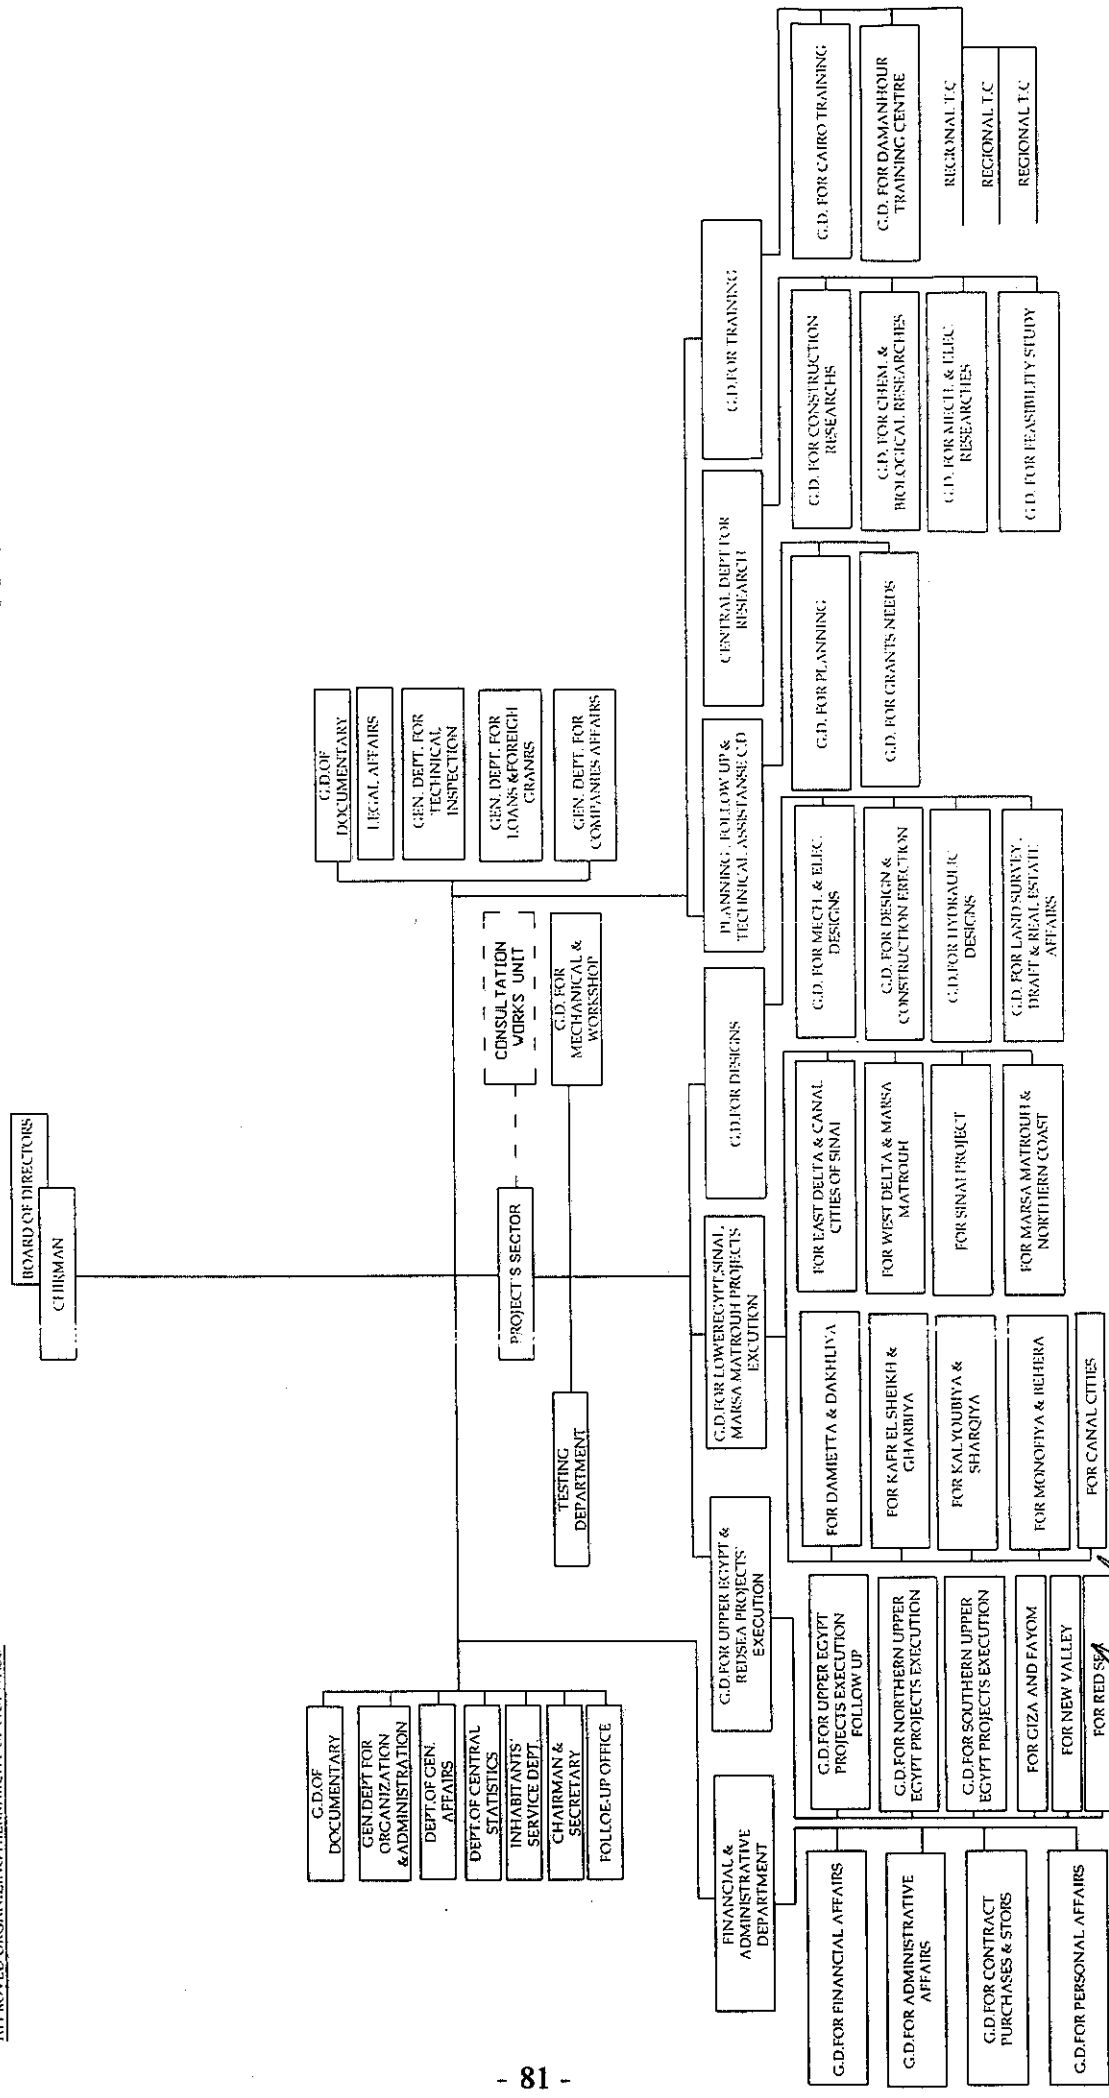 BOARD OF DIRECTORS
CHIRMAN
G.D.OF
DOCUMENTARY
GEN.DEPT FOR
ORGANIZATION
&ADMINISTRATION
DEPT.OF GEN.
AFFAIRS
DEPT.OF CENTRAL
STATISTICS
INHABITANTS'
SERVICE DEPT.
CHAIRMAN &
SECRETARY
FOLLOE-UP OFFICE
G.D.OF
DOCUMENTARY
LEGAL AFFAIRS
GEN. DEPT. FOR
TECHNICAL
INSPECTION
GEN. DEPT. FOR
LOANS &FOREIGH
GRANRS
GEN. DEPT. FOR
COMPANIES AFFAIRS
PROJECT'S SECTOR
CONSULTATION
WORKS UNIT
TESTING
DEPARTMENT
G.D. FOR
MECHANICAL &
WORKSHOP
FINANCIAL &
ADMINISTRATIVE
DEPARTMENT
G.D.FOR UPPER EGYPT &
REDSEA PROJECTS'
EXECUTION
G.D.FOR LOWEREGYPT,SINAI,
MARSA MATROUH PROJECTS
EXCUTION
G.D.FOR DESIGNS
PLANNING , FOLLOW UP &
TECHNICAL ASSISTANSE C.D
CENTRAL DEPT FOR
RESEARCH
G.D.FOR TRAINING
G.D.FOR FINANCIAL AFFAIRS
G.D.FOR ADMINISTRATIVE
AFFAIRS
G.D.FOR CONTRACT
PURCHASES & STORS
G.D.FOR PERSONAL AFFAIRS
G.D.FOR UPPER EGYPT
PROJECTS EXECUTION
FOLLOW UP
G.D.FOR NORTHERN UPPER
EGYPT PROJECTS EXECUTION
G.D.FOR SOUTHERN UPPER
EGYPT PROJECTS EXECUTION
FOR GIZA AND FAYOM
FOR NEW VALLEY
FOR RED SEA
FOR DAMIETTA & DAKHLIYA
FOR KAFR EL SHEIKH &
GHARBIYA
FOR KALYOUBIYA &
SHARQIYA
FOR MONOFIYA & BEHERA
FOR CANAL CITIES
FOR EAST DELTA & CANAL
CITIES OF SINAI
FOR WEST DELTA & MARSA
MATROUH
FOR SINAI PROJECT
FOR MARSA MATROUH &
NORTHERN COAST
G.D. FOR MECH. & ELEC.
DESIGNS
G.D. FOR DESIGN &
CONSTRUCTION ERECTION
G.D.FOR HYDRAULIC
DESIGNS
G.D. FOR LAND SURVEY,
DRAFT & REAL ESTATE
AFFAIRS
G.D. FOR PLANNING
G.D. FOR GRANTS NEEDS
G.D. FOR CONSTRUCTION
RESEARCHS
G.D. FOR CHEM. &
BIOLOGICAL RESEARCHES
G.D. FOR MECH. & ELEC.
RESEARCHES
G.D. FOR FEASIBILITY STUDY
G.D. FOR CAIRO TRAINING
G.D. FOR DAMANHOUR
TRAINING CENTRE
REGIONAL T.C
REGIONAL T.C
REGIONAL T.C
- 81 -